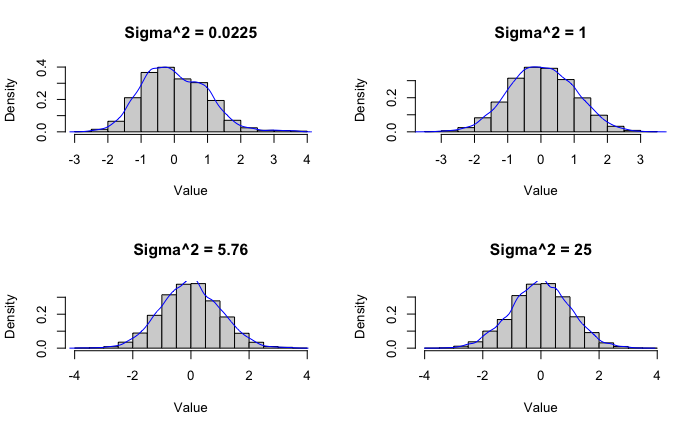 Sigma^2 = 0.0225
Density
0.0 0.2 0.4
-3 -2 -1 0 1 2 3 4
Value
Sigma^2 = 1
Density
0.0 0.2
-3 -2 -1 0 1 2 3
Value
Sigma^2 = 5.76
Density
0.0 0.2
-4 -2 0 2 4
Value
Sigma^2 = 25
Density
0.0 0.2
-4 -2 0 2 4
Value